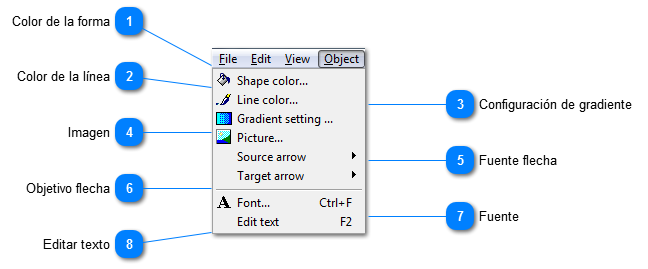 Color de la forma 1
File Edit View Object
Color de la línea 2
Shape color...
Line color...
3 Configuración de gradiente
Gradient setting ...
Imagen 4
Picture...
Source arrow
5 Fuente flecha
Target arrow
Objetivo flecha 6
Font... Ctrl+F
7 Fuente
Edit text F2
Editar texto 8